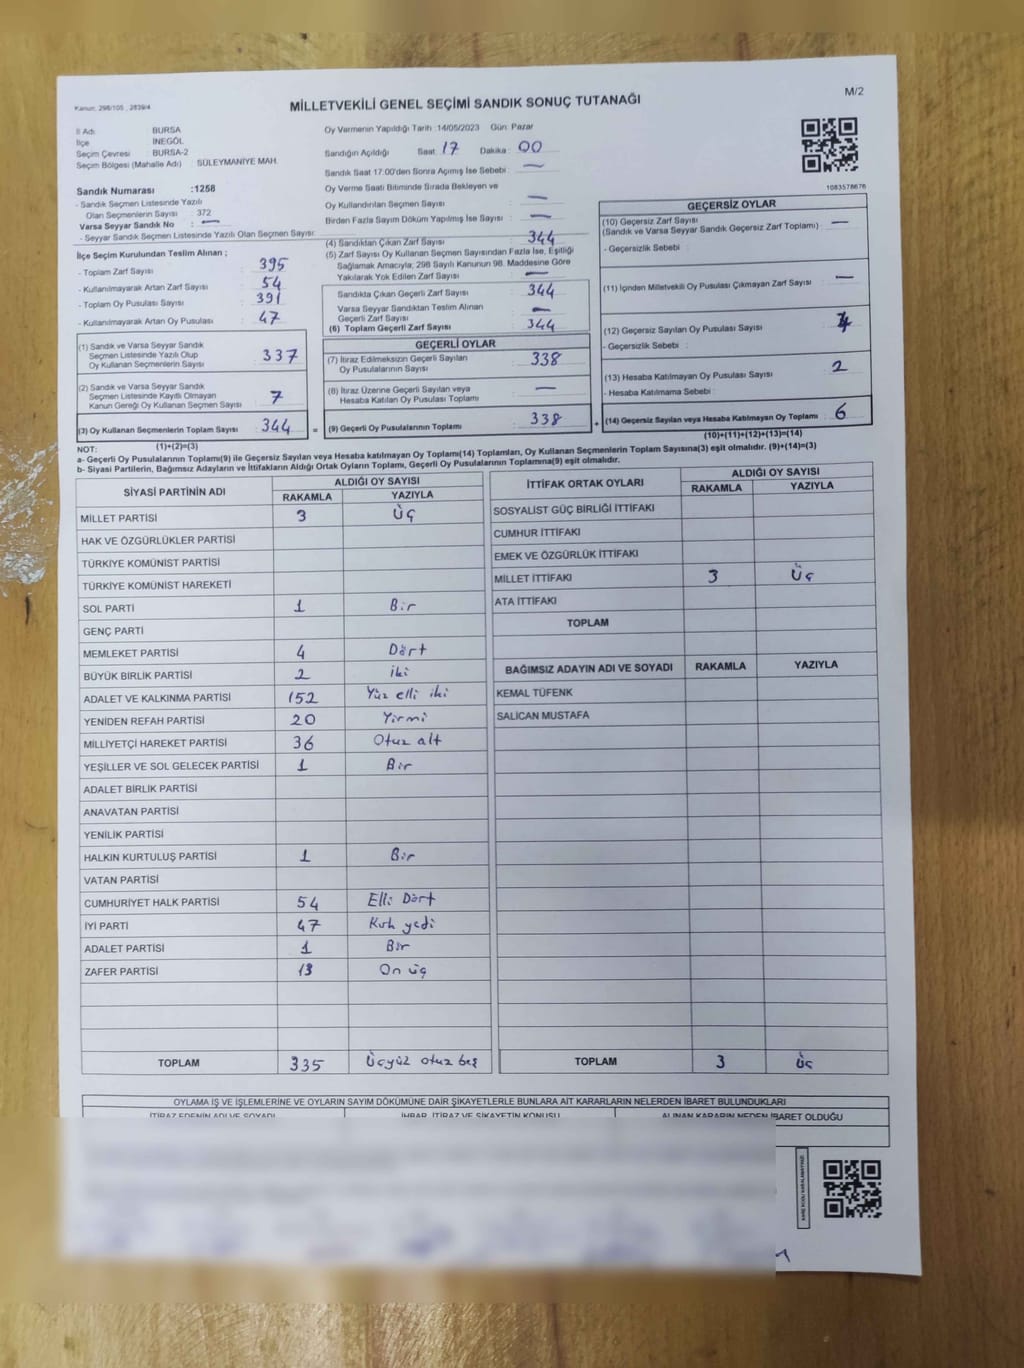 Kanun: 298/105 , 2839/4
MİLLETVEKİLİ GENEL SEÇİMİ SANDIK SONUÇ TUTANAĞI
M/2
İl Adı: BURSA
İlçe İNEGÖL
Seçim Çevresi BURSA-2
Seçim Bölgesi (Mahalle Adı) : SÜLEYMANİYE MAH.
Sandık Numarası :1258
- Sandık Seçmen Listesinde Yazılı
Olan Seçmenlerin Sayısı : 372
Varsa Seyyar Sandık No : —
- Seyyar Sandık Seçmen Listesinde Yazılı Olan Seçmen Sayısı:
Oy Vermenin Yapıldığı Tarih :14/05/2023 Gün: Pazar
Sandığın Açıldığı Saat: 17 Dakika: 00
Sandık Saat 17.00'den Sonra Açımış İse Sebebi : —
Oy Verme Saati Bitiminde Sırada Bekleyen ve
Oy Kullandırılan Seçmen Sayısı : —
Birden Fazla Sayım Döküm Yapılmış İse Sayısı : —
1083578676
İlçe Seçim Kurulundan Teslim Alınan ;
- Toplam Zarf Sayısı : 395
- Kullanılmayarak Artan Zarf Sayısı : 54
- Toplam Oy Pusulası Sayısı : 391
- Kullanılmayarak Artan Oy Pusulası : 47
(1) Sandık ve Varsa Seyyar Sandık
Seçmen Listesinde Yazılı Olup
Oy Kullanan Seçmenlerin Sayısı : 337
(2) Sandık ve Varsa Seyyar Sandık
Seçmen Listesinde Kayıtlı Olmayan
Kanun Gereği Oy Kullanan Seçmen Sayısı : 7
(3) Oy Kullanan Seçmenlerin Toplam Sayısı : 344
(1)+(2)=(3)
(4) Sandıktan Çıkan Zarf Sayısı : 344
(5) Zarf Sayısı Oy Kullanan Seçmen Sayısından Fazla İse, Eşitliği
Sağlamak Amacıyla; 298 Sayılı Kanunun 98. Maddesine Göre
Yakılarak Yok Edilen Zarf Sayısı : —
Sandıkta Çıkan Geçerli Zarf Sayısı : 344
Varsa Seyyar Sandıktan Teslim Alınan
Geçerli Zarf Sayısı : —
(6) Toplam Geçerli Zarf Sayısı : 344
GEÇERLİ OYLAR
(7) İtiraz Edilmeksizin Geçerli Sayılan
Oy Pusulalarının Sayısı : 338
(8) İtiraz Üzerine Geçerli Sayılan veya
Hesaba Katılan Oy Pusulası Toplamı : —
= (9) Geçerli Oy Pusulalarının Toplamı : 338
GEÇERSİZ OYLAR
(10) Geçersiz Zarf Sayısı
(Sandık ve Varsa Seyyar Sandık Geçersiz Zarf Toplamı) : —
- Geçersizlik Sebebi :
(11) İçinden Milletvekili Oy Pusulası Çıkmayan Zarf Sayısı : —
(12) Geçersiz Sayılan Oy Pusulası Sayısı : 4
- Geçersizlik Sebebi :
(13) Hesaba Katılmayan Oy Pusulası Sayısı : 2
- Hesaba Katılmama Sebebi :
+ (14) Geçersiz Sayılan veya Hesaba Katılmayan Oy Toplamı : 6
(10)+(11)+(12)+(13)=(14)
NOT:
a- Geçerli Oy Pusulalarının Toplamı(9) ile Geçersiz Sayılan veya Hesaba katılmayan Oy Toplamı(14) Toplamları, Oy Kullanan Seçmenlerin Toplam Sayısına(3) eşit olmalıdır. (9)+(14)=(3)
b- Siyasi Partilerin, Bağımsız Adayların ve İttifakların Aldığı Ortak Oyların Toplamı, Geçerli Oy Pusulalarının Toplamına(9) eşit olmalıdır.
SİYASİ PARTİNİN ADI ALDIĞI OY SAYISI
RAKAMLA YAZIYLA
MİLLET PARTİSİ 3 Üç
HAK VE ÖZGÜRLÜKLER PARTİSİ
TÜRKİYE KOMÜNİST PARTİSİ
TÜRKİYE KOMÜNİST HAREKETİ
SOL PARTİ 1 Bir
GENÇ PARTİ
MEMLEKET PARTİSİ 4 Dört
BÜYÜK BİRLİK PARTİSİ 2 iki
ADALET VE KALKINMA PARTİSİ 152 Yüz elli iki
YENİDEN REFAH PARTİSİ 20 Yirmi
MİLLİYETÇİ HAREKET PARTİSİ 36 Otuz alt
YEŞİLLER VE SOL GELECEK PARTİSİ 1 Bir
ADALET BİRLİK PARTİSİ
ANAVATAN PARTİSİ
YENİLİK PARTİSİ
HALKIN KURTULUŞ PARTİSİ 1 Bir
VATAN PARTİSİ
CUMHURİYET HALK PARTİSİ 54 Elli Dört
İYİ PARTİ 47 Kırk yedi
ADALET PARTİSİ 1 Bir
ZAFER PARTİSİ 13 On üç
TOPLAM 335 Üçyüz otuz beş
İTTİFAK ORTAK OYLARI ALDIĞI OY SAYISI
RAKAMLA YAZIYLA
SOSYALİST GÜÇ BİRLİĞİ İTTİFAKI
CUMHUR İTTİFAKI
EMEK VE ÖZGÜRLÜK İTTİFAKI
MİLLET İTTİFAKI 3 Üç
ATA İTTİFAKI
TOPLAM
BAĞIMSIZ ADAYIN ADI VE SOYADI RAKAMLA YAZIYLA
KEMAL TÜFENK
SALİCAN MUSTAFA
TOPLAM 3 Üç
OYLAMA İŞ VE İŞLEMLERİNE VE OYLARIN SAYIM DÖKÜMÜNE DAİR ŞİKAYETLERLE BUNLARA AİT KARARLARIN NELERDEN İBARET BULUNDUKLARI
İTİRAZ EDENİN ADI VE SOYADI İHBAR, İTİRAZ VE ŞİKAYETİN KONUSU ALINAN KARARIN NEDEN İBARET OLDUĞU